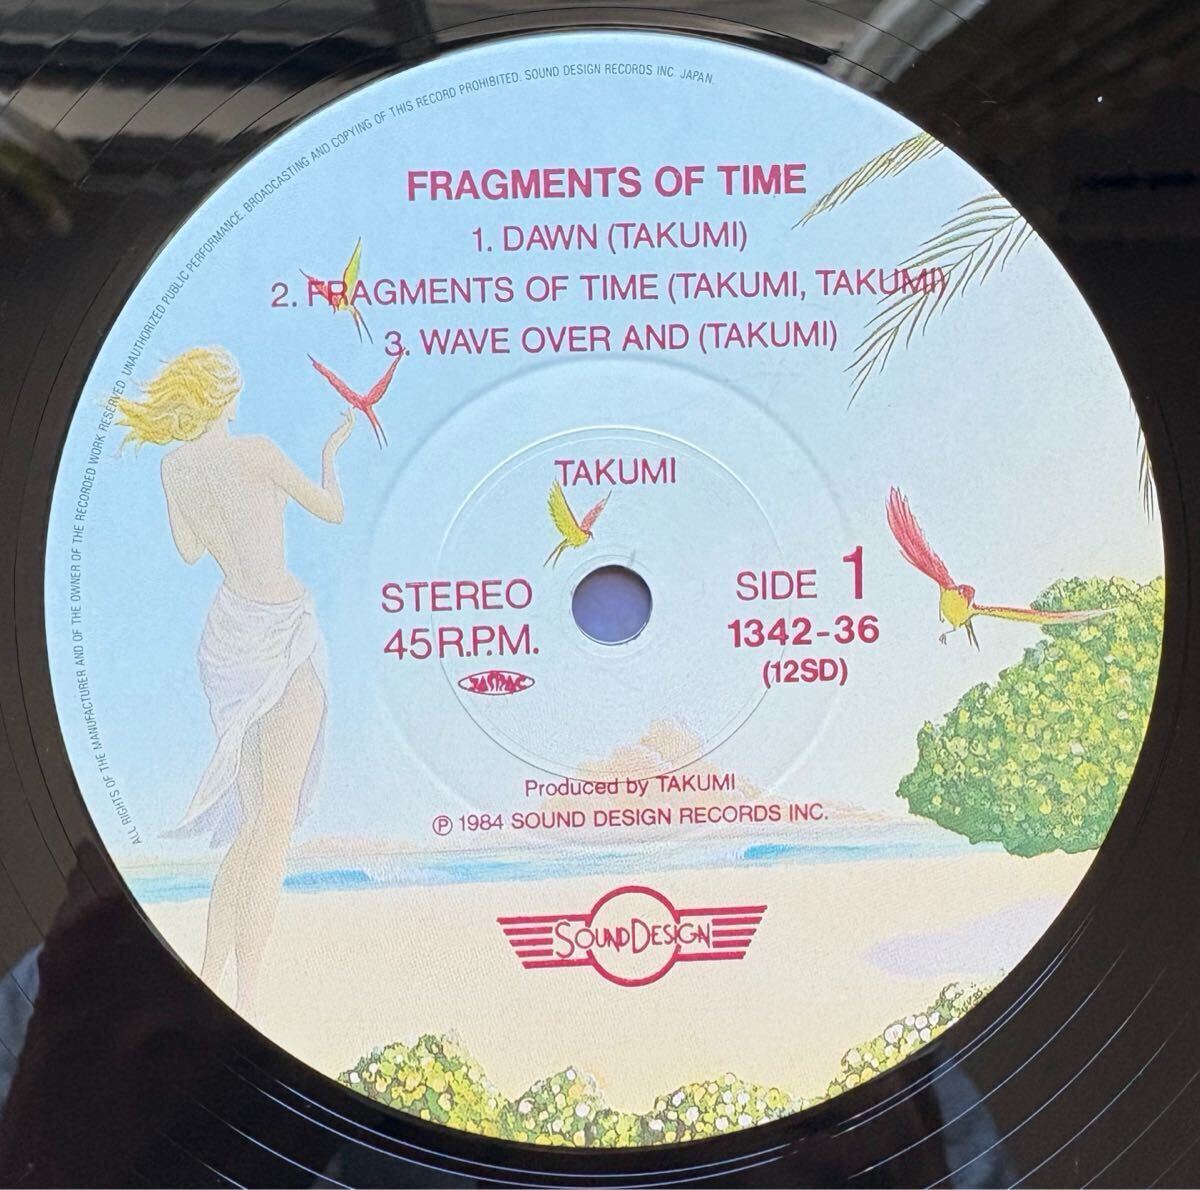 ALL RIGHTS OF THE MANUFACTURER AND OF THE OWNER OF THE RECORDED WORK RESERVED. UNAUTHORIZED PUBLIC PERFORMANCE. BROADCASTING AND COPYING OF THIS RECORD PROHIBITED. SOUND DESIGN RECORDS INC. JAPAN
FRAGMENTS OF TIME
1. DAWN (TAKUMI)
2. FRAGMENTS OF TIME (TAKUMI, TAKUMI)
3. WAVE OVER AND (TAKUMI)
TAKUMI
STEREO
45 R.P.M.
JASRAC
SIDE 1
1342-36
(12SD)
Produced by TAKUMI
Ⓟ 1984 SOUND DESIGN RECORDS INC.
SOUND DESIGN